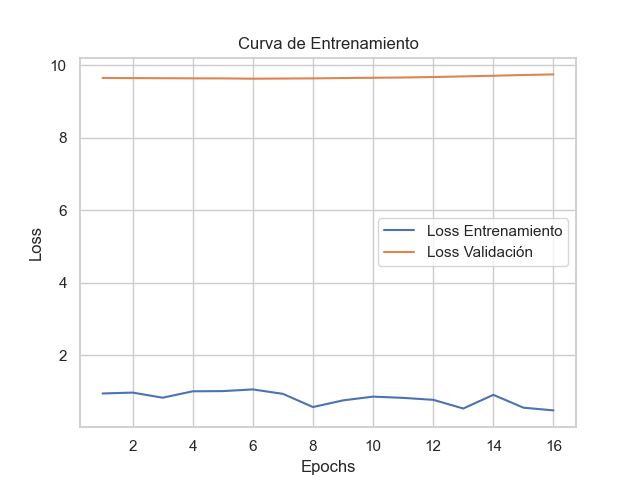 Curva de Entrenamiento
10
8
6
4
2
Loss
Loss Entrenamiento
Loss Validación
2 4 6 8 10 12 14 16
Epochs